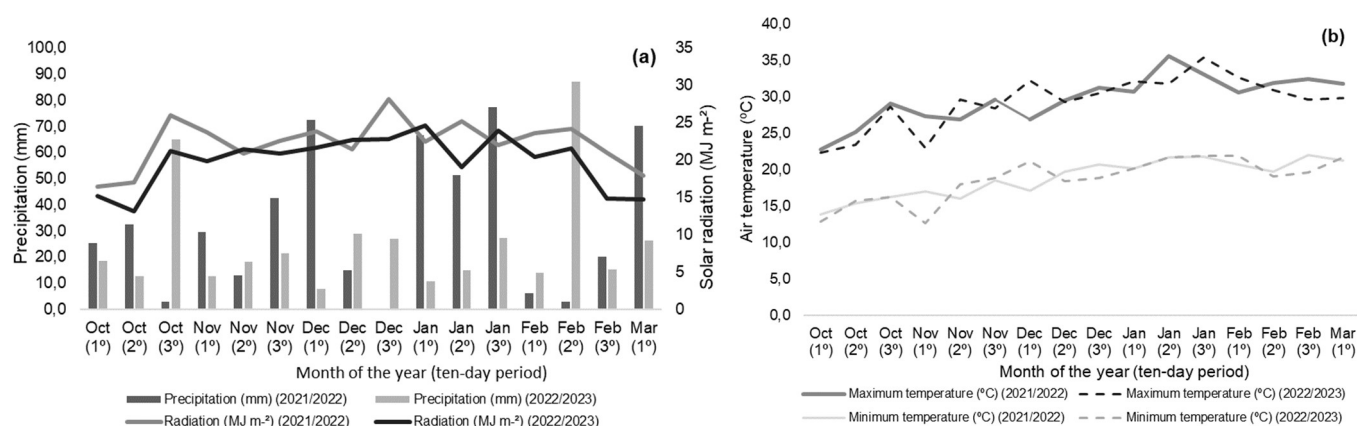 (a)
Precipitation (mm)
100,0
90,0
80,0
70,0
60,0
50,0
40,0
30,0
20,0
10,0
0,0
35
30
25
20
15
10
5
0
Solar radiation (MJ m-²)
Oct Oct Oct Nov Nov Nov Dec Dec Dec Jan Jan Jan Feb Feb Feb Mar
(1º) (2º) (3º) (1º) (2º) (3º) (1º) (2º) (3º) (1º) (2º) (3º) (1º) (2º) (3º) (1º)
Month of the year (ten-day period)
Precipitation (mm) (2021/2022) Precipitation (mm) (2022/2023)
Radiation (MJ m-²) (2021/2022) Radiation (MJ m-²) (2022/2023)
(b)
Air temperature (ºC)
40,0
35,0
30,0
25,0
20,0
15,0
10,0
5,0
0,0
Oct Oct Oct Nov Nov Nov Dec Dec Dec Jan Jan Jan Feb Feb Feb Mar
(1º) (2º) (3º) (1º) (2º) (3º) (1º) (2º) (3º) (1º) (2º) (3º) (1º) (2º) (3º) (1º)
Month of the year (ten-day period)
Maximum temperature (ºC) (2021/2022) Maximum temperature (ºC) (2022/2023)
Minimum temperature (ºC) (2021/2022) Minimum temperature (ºC) (2022/2023)